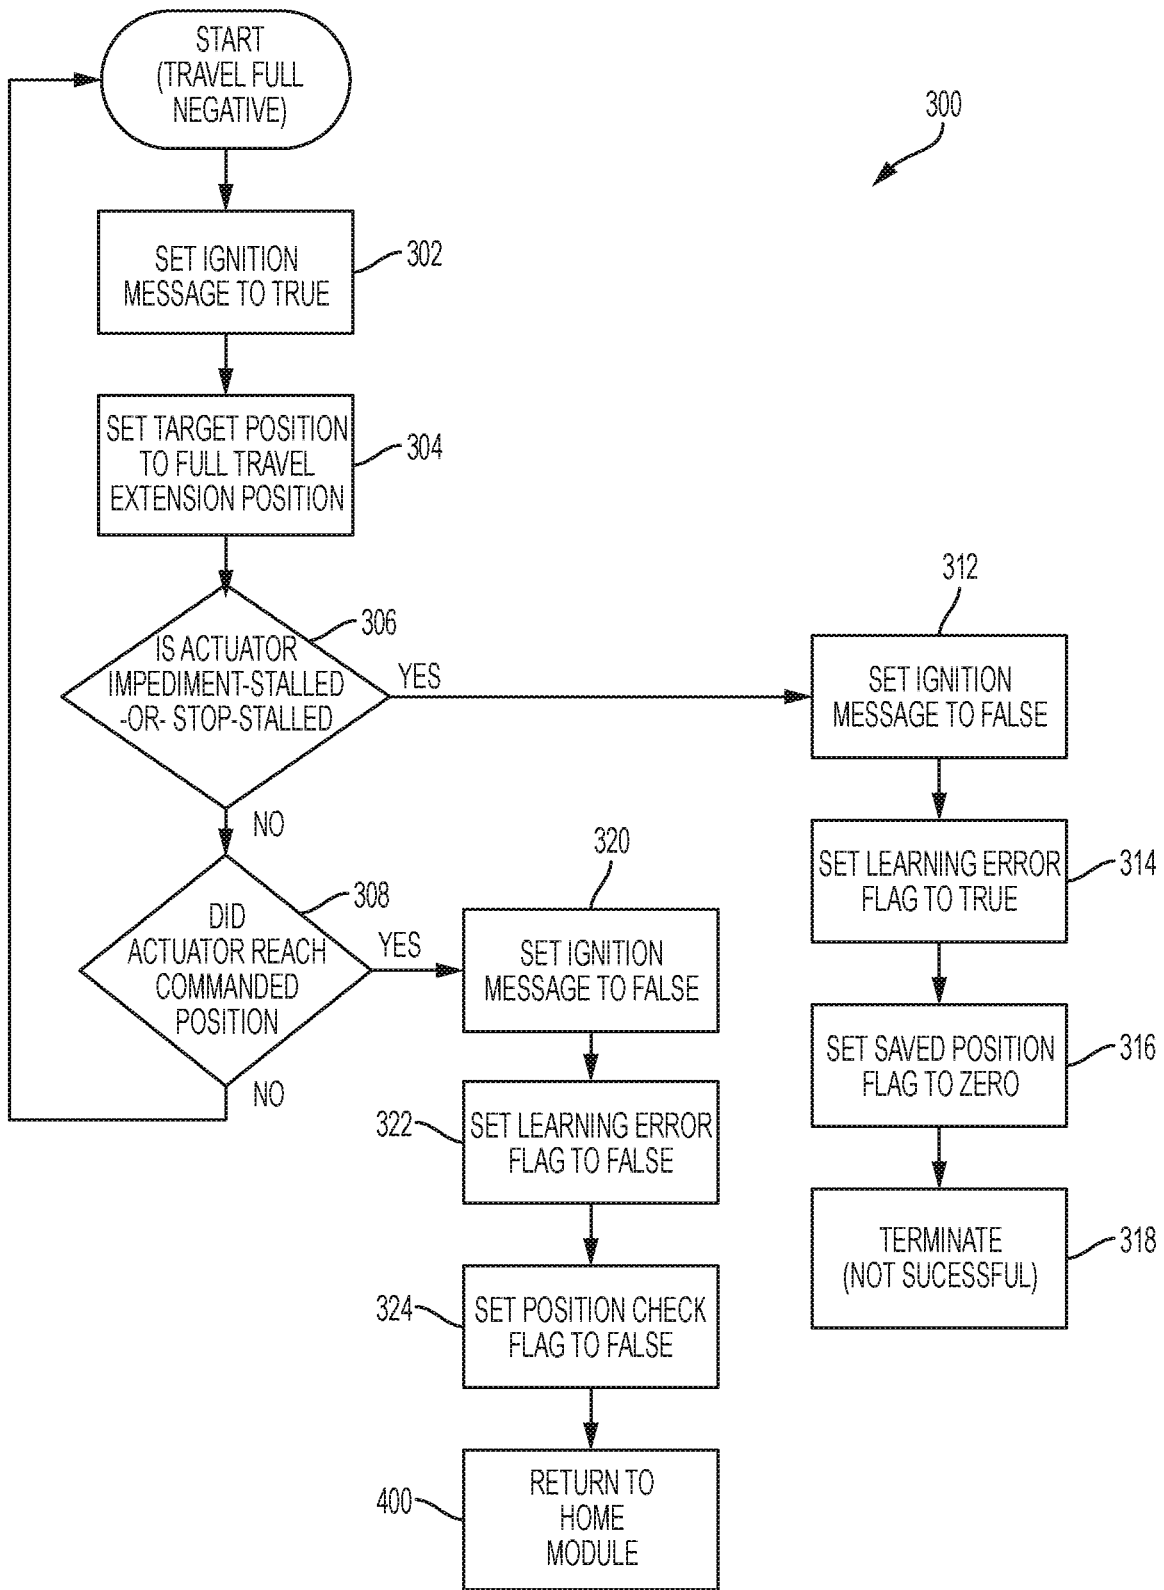 START
(TRAVEL FULL
NEGATIVE)
300
SET IGNITION
MESSAGE TO TRUE
302
SET TARGET POSITION
TO FULL TRAVEL
EXTENSION POSITION
304
IS ACTUATOR
IMPEDIMENT-STALLED
-OR- STOP-STALLED
306
YES
NO
312
SET IGNITION
MESSAGE TO FALSE
SET LEARNING ERROR
FLAG TO TRUE
314
SET SAVED POSITION
FLAG TO ZERO
316
TERMINATE
(NOT SUCESSFUL)
318
DID
ACTUATOR REACH
COMMANDED
POSITION
308
YES
NO
320
SET IGNITION
MESSAGE TO FALSE
322
SET LEARNING ERROR
FLAG TO FALSE
324
SET POSITION CHECK
FLAG TO FALSE
400
RETURN TO
HOME
MODULE